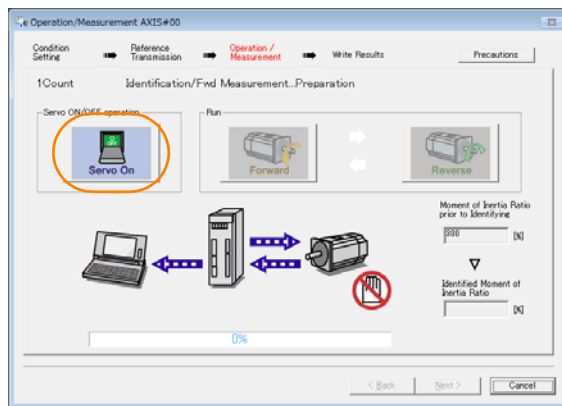 Operation/Measurement AXIS#00
Condition Setting
Reference Transmission
Operation / Measurement
Write Results
Precautions
1Count
Identification/Fwd Measurement...Preparation
Servo ON/OFF operation
Run
Servo On
Forward
Reverse
Moment of Inertia Ratio
prior to Identifying
300
[%]
Identified Moment of
Inertia Ratio
[%]
0%
< Back
Next >
Cancel